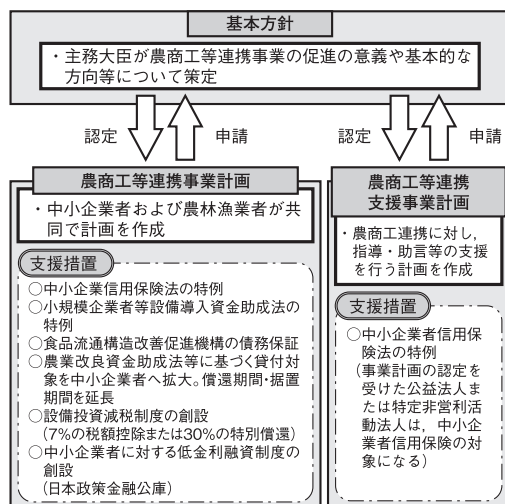 基本方針
・主務大臣が農商工等連携事業の促進の意義や基本的な
方向等について策定
認定
申請
認定
申請
農商工等連携事業計画
・中小企業者および農林漁業者が共
同で計画を作成
支援措置
○中小企業信用保険法の特例
○小規模企業者等設備導入資金助成法の
特例
○食品流通構造改善促進機構の債務保証
○農業改良資金助成法等に基づく貸付対
象を中小企業者へ拡大。償還期間・据置
期間を延長
○設備投資減税制度の創設
(7%の税額控除または30%の特別償還)
○中小企業者に対する低金利融資制度の
創設
(日本政策金融公庫)
農商工等連携
支援事業計画
・農商工連携に対し,
指導・助言等の支援
を行う計画を作成
支援措置
○中小企業者信用保
険法の特例
(事業計画の認定を
受けた公益法人ま
たは特定非営利活
動法人は,中小企
業者信用保険の対
象になる)